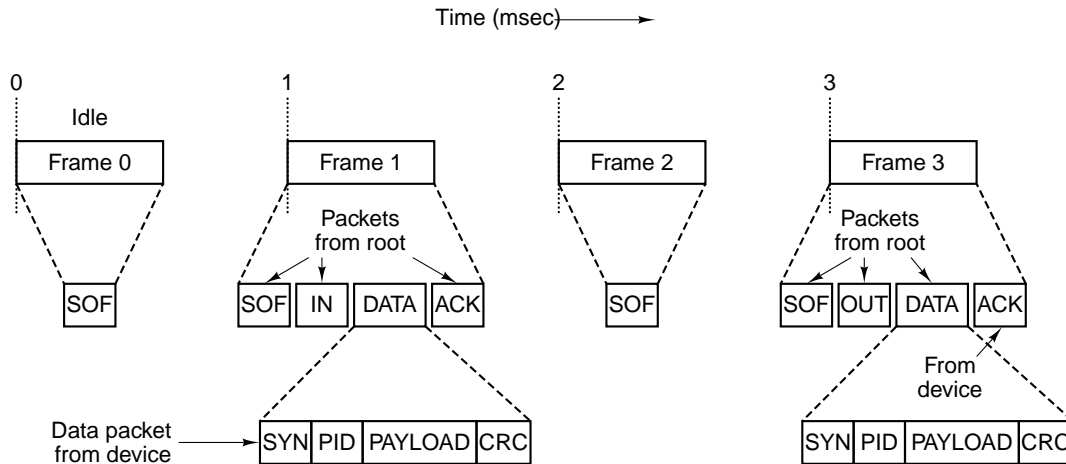 Time (msec)
0
1
2
3
Idle
Frame 0
Frame 1
Frame 2
Frame 3
Packets
from root
Packets
from root
SOF
SOF IN DATA ACK
SOF
SOF OUT DATA ACK
From
device
Data packet
from device
SYN PID PAYLOAD CRC
SYN PID PAYLOAD CRC